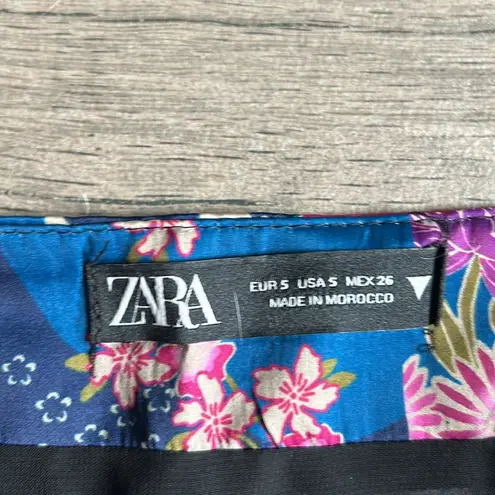 ZARA
EUR S USA S MEX 26
MADE IN MOROCCO